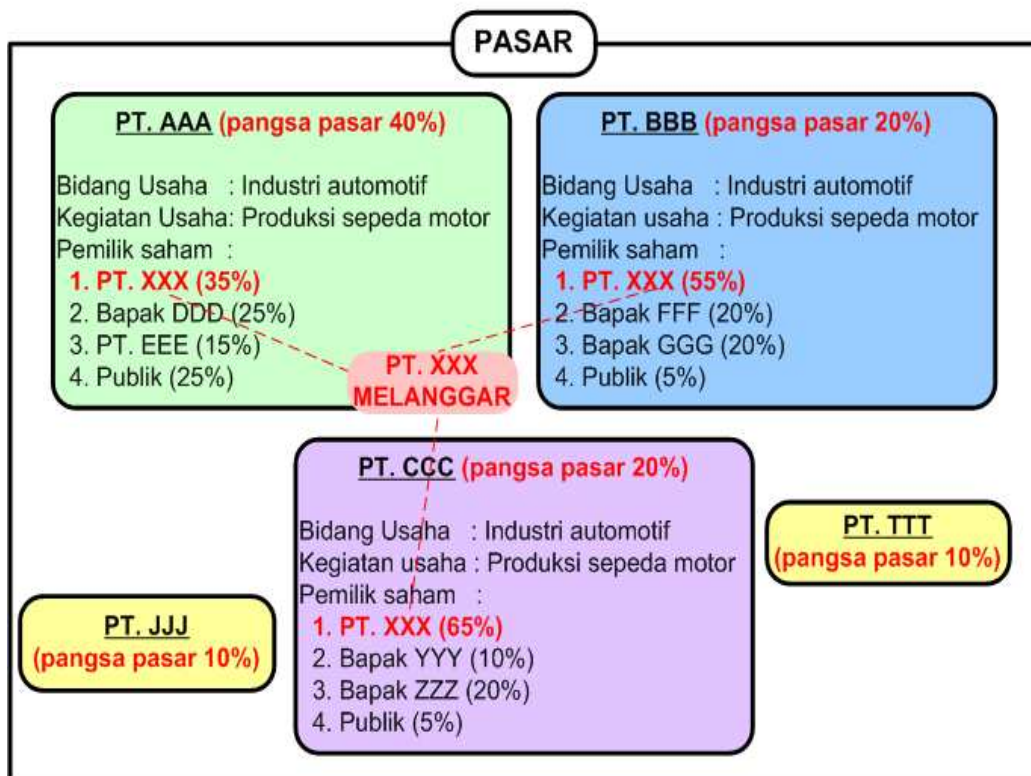 PASAR
PT. AAA (pangsa pasar 40%)
Bidang Usaha : Industri automotif
Kegiatan Usaha: Produksi sepeda motor
Pemilik saham :
1. PT. XXX (35%)
2. Bapak DDD (25%)
3. PT. EEE (15%)
4. Publik (25%)
PT. BBB (pangsa pasar 20%)
Bidang Usaha : Industri automotif
Kegiatan usaha : Produksi sepeda motor
Pemilik saham :
1. PT. XXX (55%)
2. Bapak FFF (20%)
3. Bapak GGG (20%)
4. Publik (5%)
PT. XXX
MELANGGAR
PT. CCC (pangsa pasar 20%)
Bidang Usaha : Industri automotif
Kegiatan usaha : Produksi sepeda motor
Pemilik saham :
1. PT. XXX (65%)
2. Bapak YYY (10%)
3. Bapak ZZZ (20%)
4. Publik (5%)
PT. TTT
(pangsa pasar 10%)
PT. JJJ
(pangsa pasar 10%)